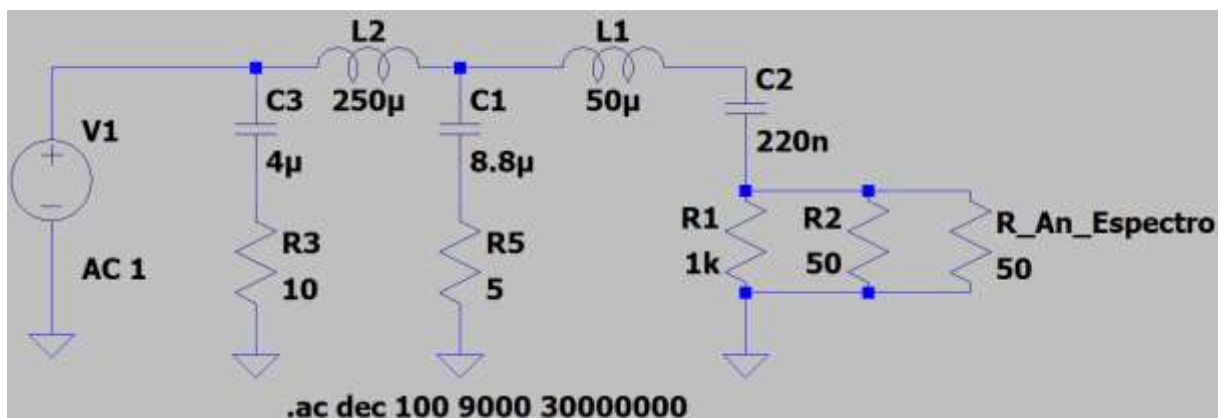 L2
L1
C3
250µ
C1
50µ
C2
V1
4µ
8.8µ
220n
R3
R5
R1
R2
R_An_Espectro
AC 1
10
5
1k
50
50
.ac dec 100 9000 30000000